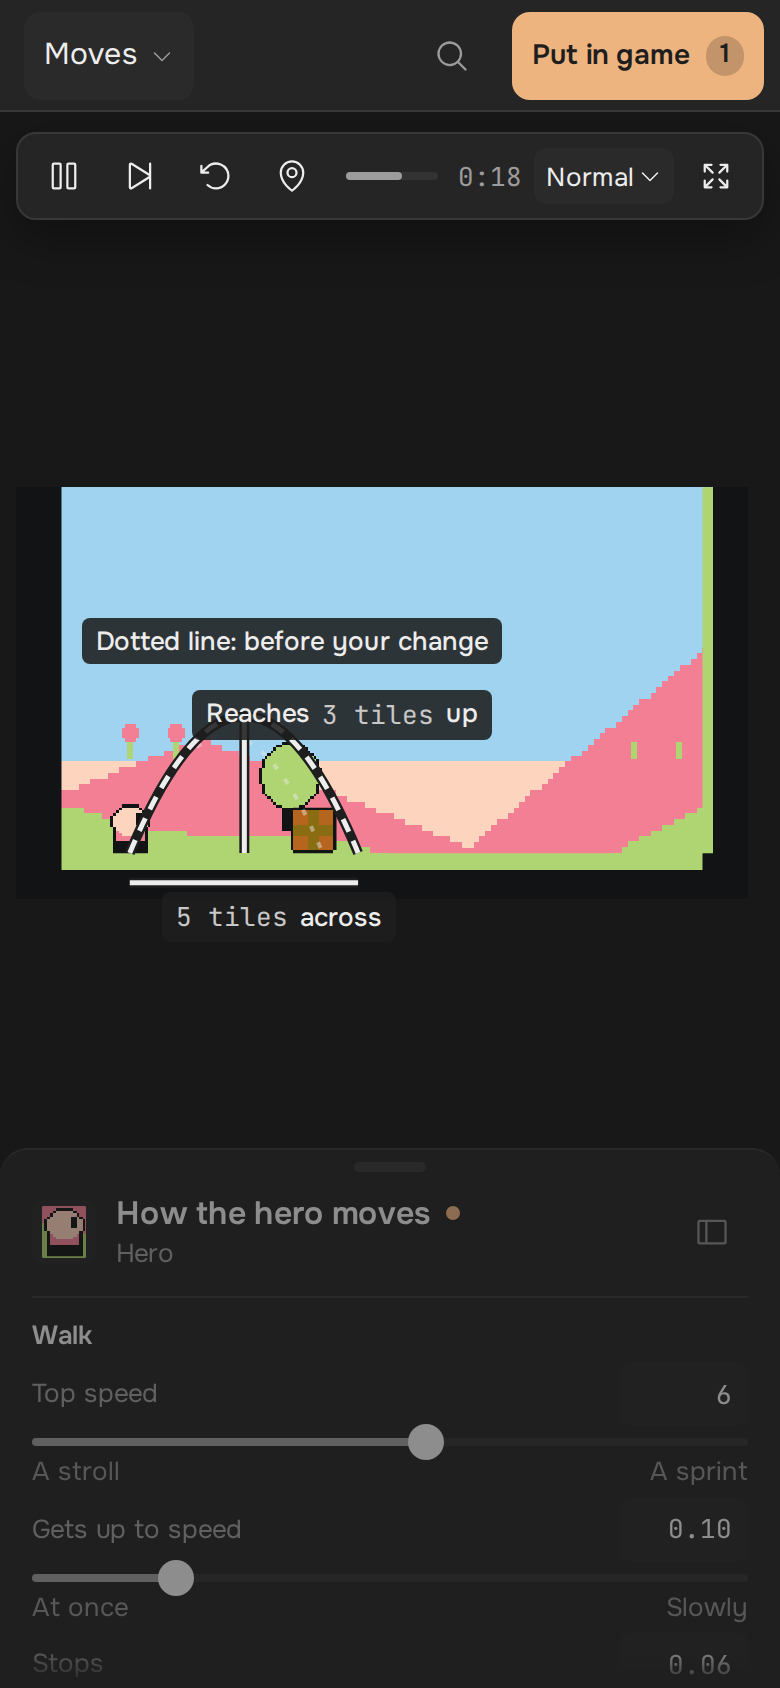 Moves
Put in game 1
0:18 Normal
Dotted line: before your change
Reaches 3 tiles up
5 tiles across
How the hero moves
Hero
Walk
Top speed 6
A stroll A sprint
Gets up to speed 0.10
At once Slowly
Stops 0.06